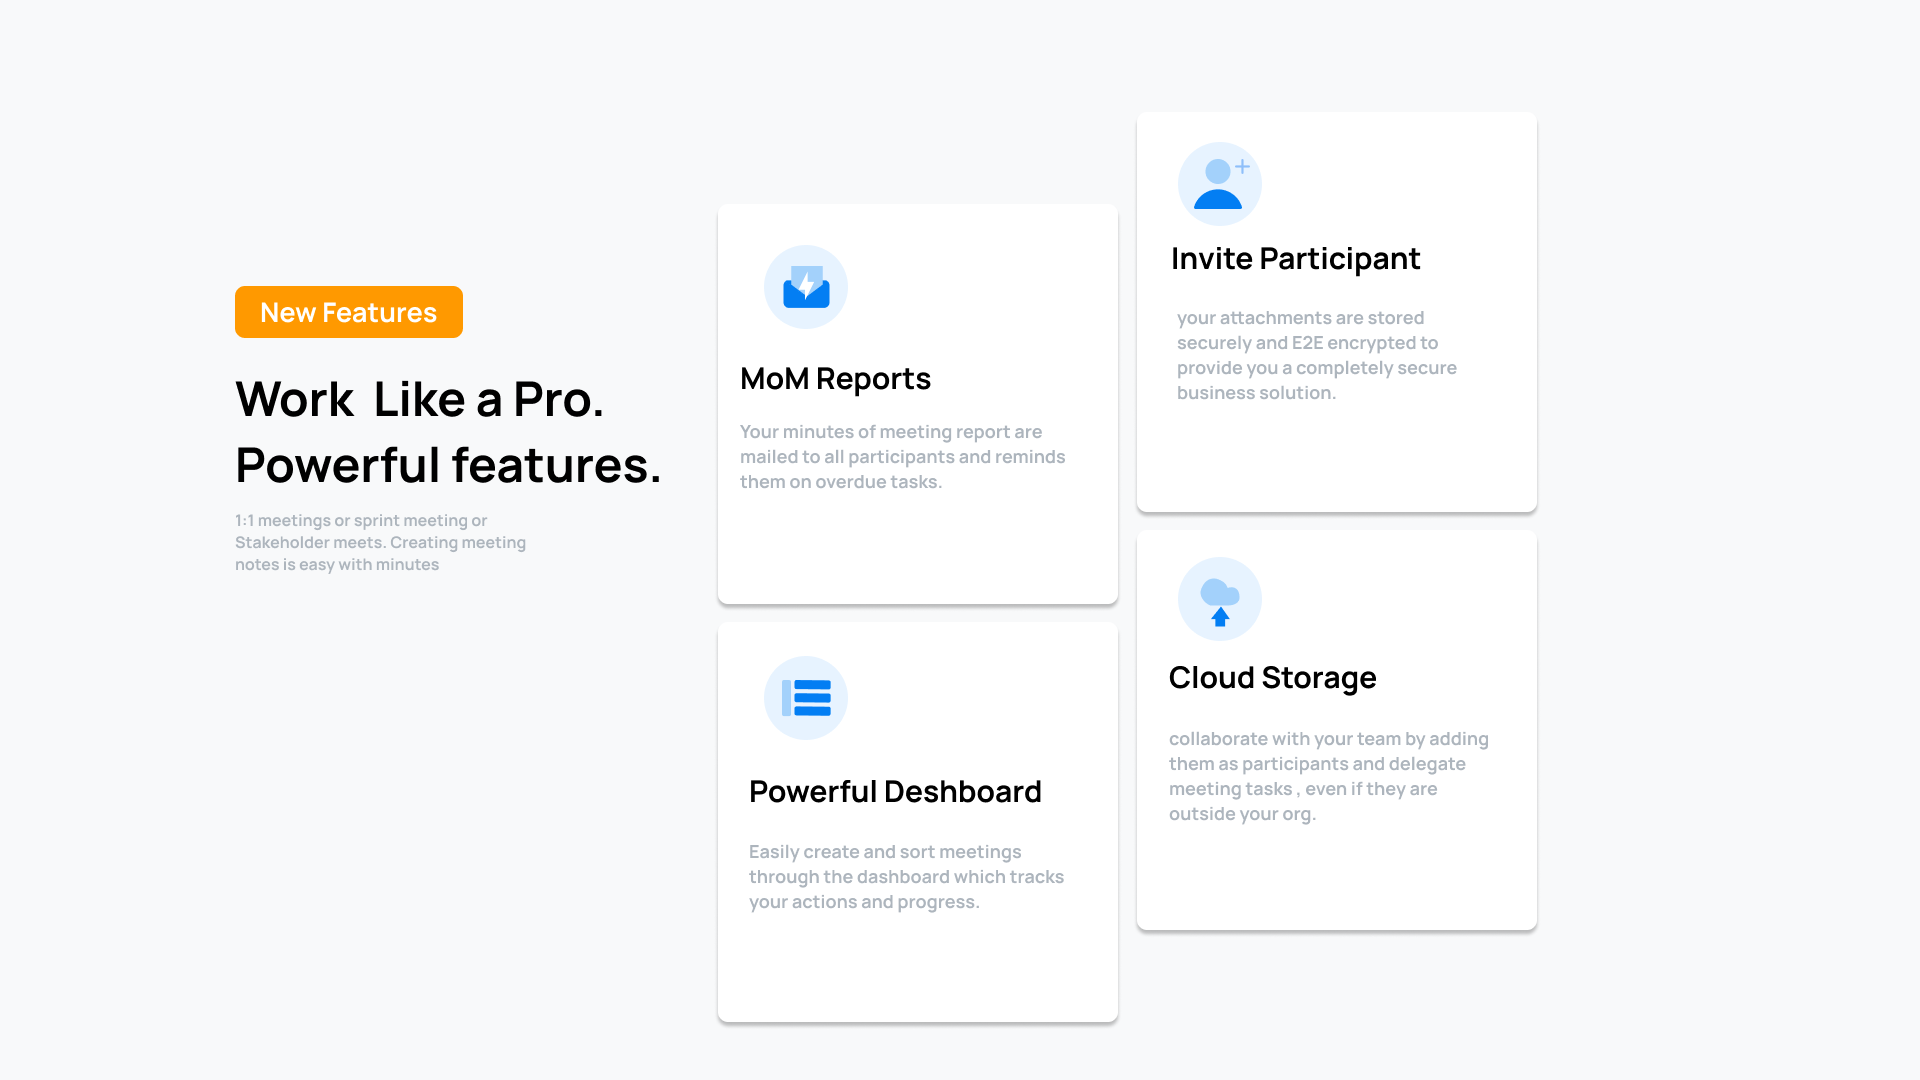 New Features
Work  Like a Pro.
Powerful features.
1:1 meetings or sprint meeting or
Stakeholder meets. Creating meeting
notes is easy with minutes
MoM Reports
Your minutes of meeting report are
mailed to all participants and reminds
them on overdue tasks.
Powerful Deshboard
Easily create and sort meetings
through the dashboard which tracks
your actions and progress.
Invite Participant
your attachments are stored
securely and E2E encrypted to
provide you a completely secure
business solution.
Cloud Storage
collaborate with your team by adding
them as participants and delegate
meeting tasks , even if they are
outside your org.